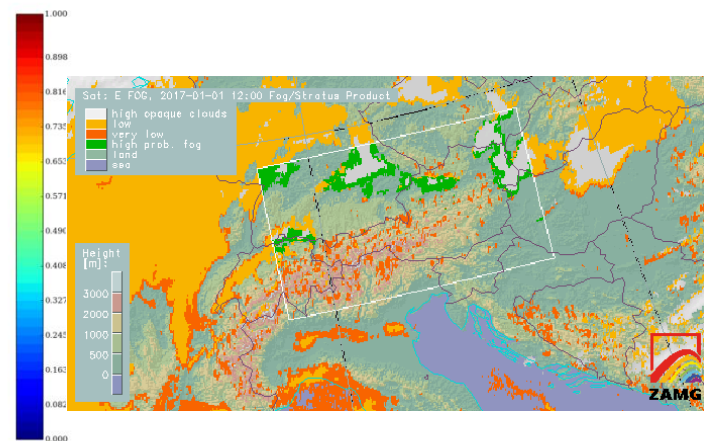 1.000
0.898
0.816
0.735
0.653
0.571
0.490
0.408
0.327
0.245
0.163
0.082
0.000
Sat: E FOG, 2017-01-01 12:00 Fog/Stratus Product
high opaque clouds
low
very low
high prob. fog
land
sea
Height
[m]:
3000
2000
1000
500
0
ZAMG